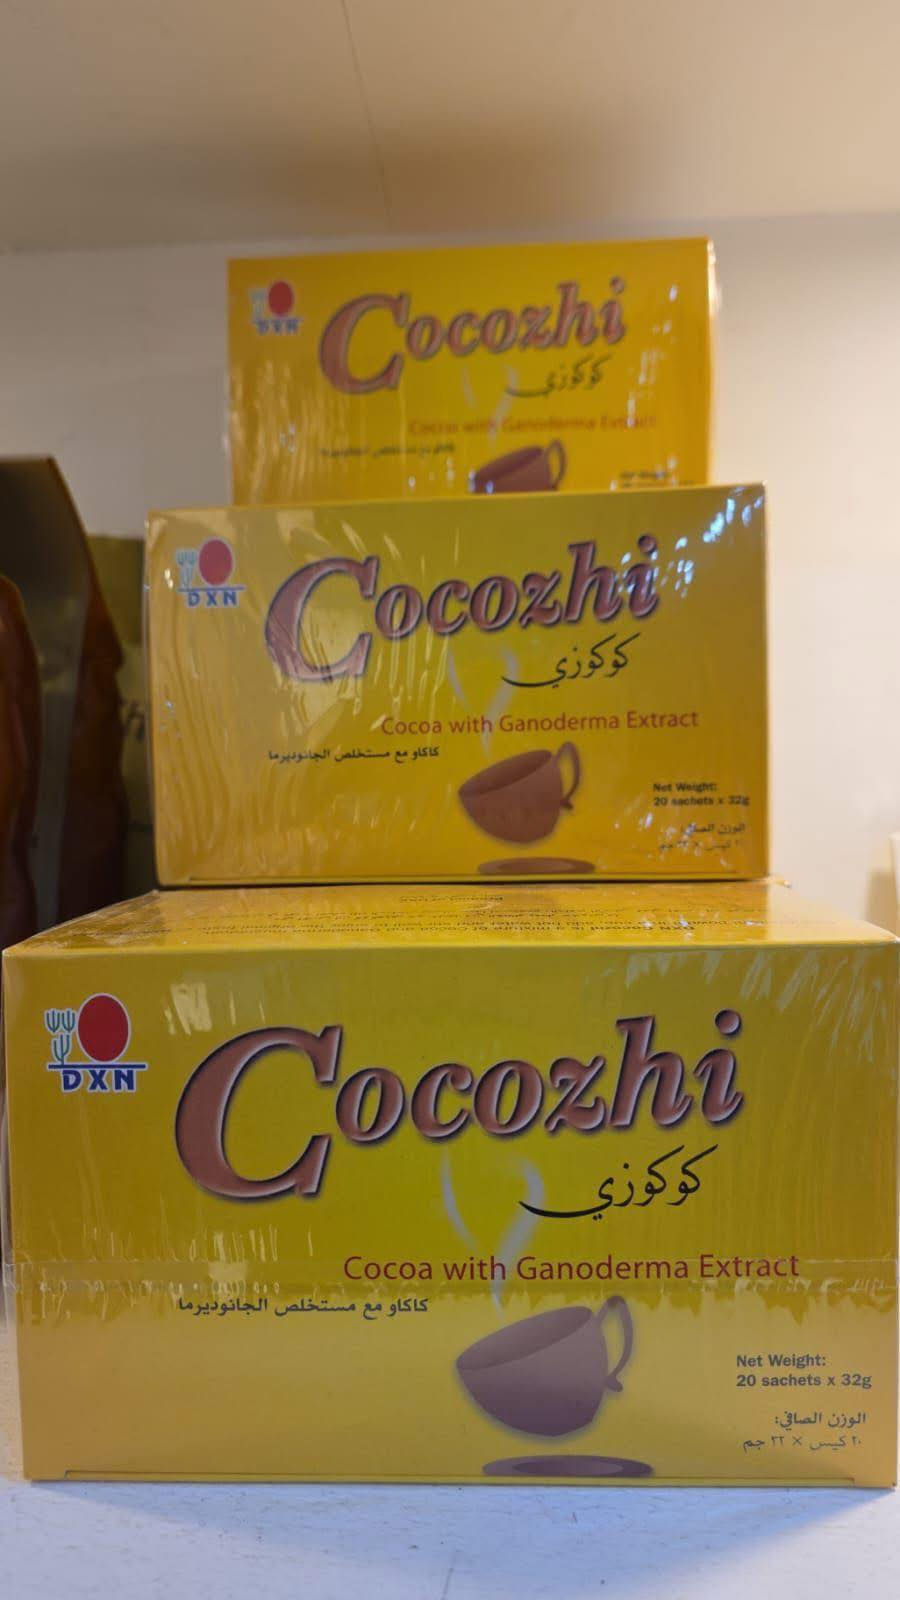 DXN
Cocozhi
كوكوزي
Cocoa with Ganoderma Extract
DXN
Cocozhi
كوكوزي
Cocoa with Ganoderma Extract
كاكاو مع مستخلص الجانوديرما
Net Weight:
20 sachets x 32g
الوزن الصافي:
DXN
Cocozhi
كوكوزي
Cocoa with Ganoderma Extract
كاكاو مع مستخلص الجانوديرما
Net Weight:
20 sachets x 32g
الوزن الصافي:
٢٠ كيس × ٣٢ جم